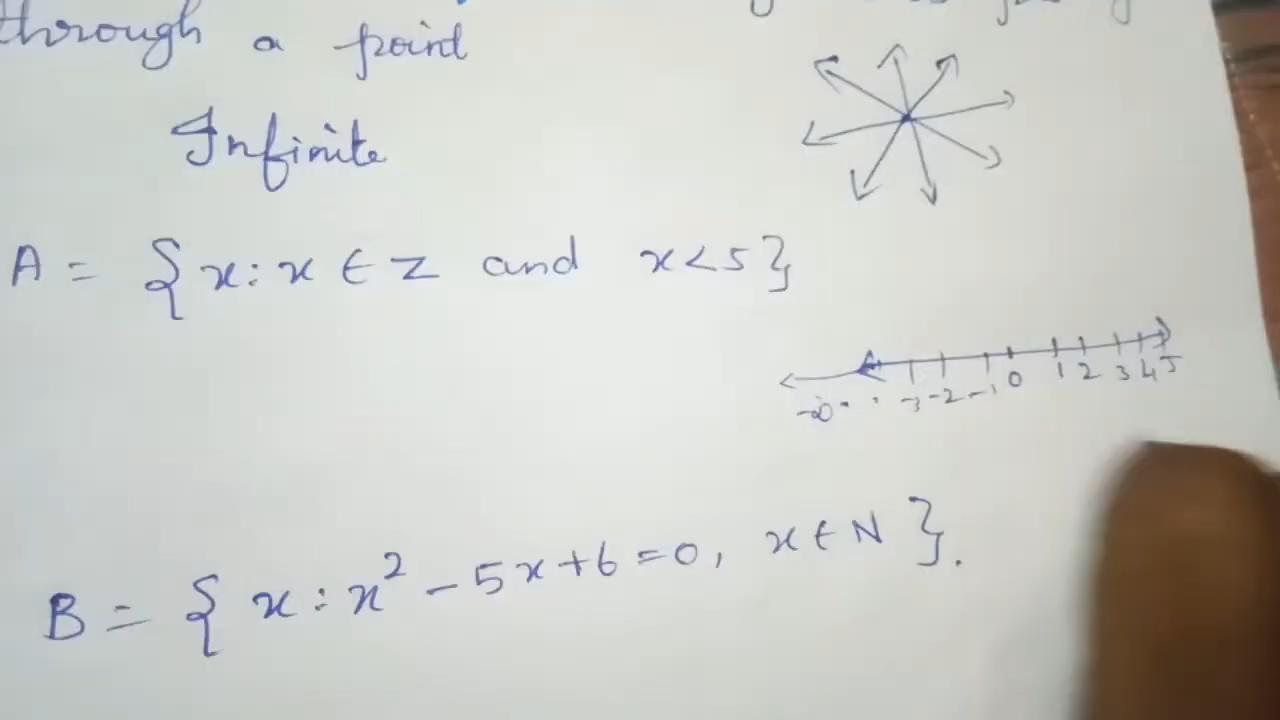 through a point
Infinite
A = {x : x ∈ Z and x < 5}
-∞ -3 -2 -1 0 1 2 3 4 5
B = {x : x² - 5x + 6 = 0, x ∈ N}.